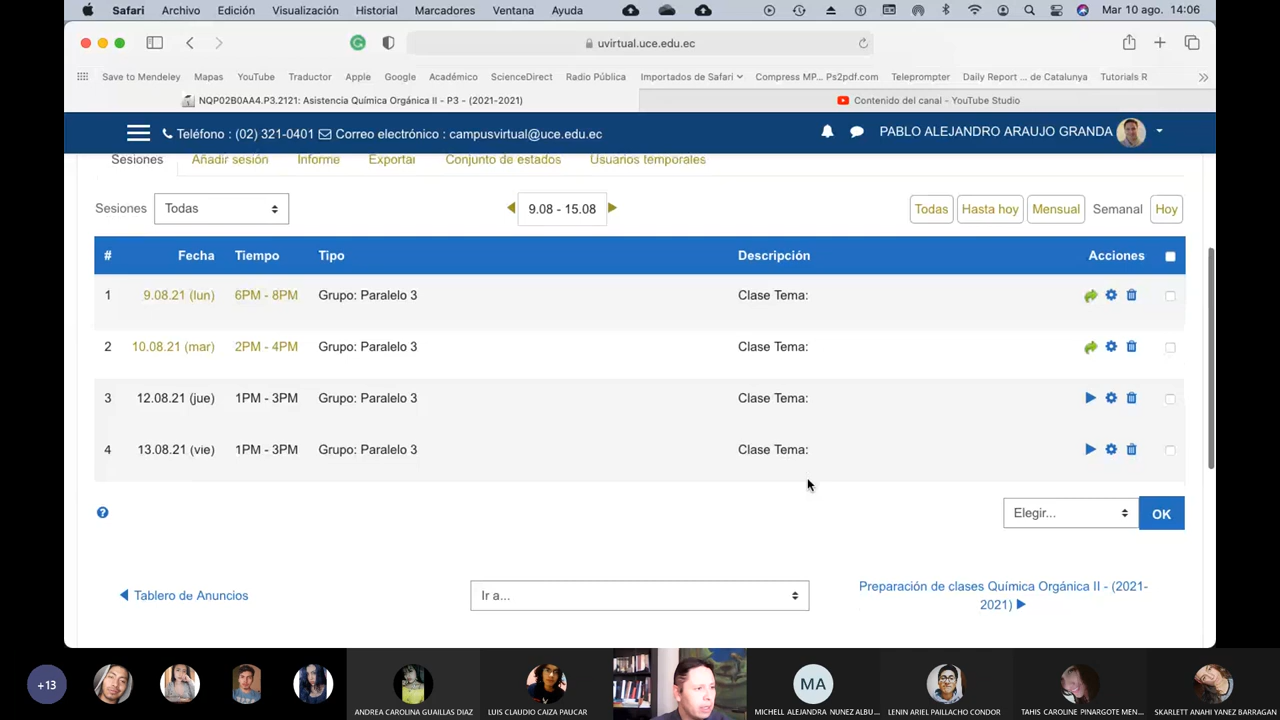 Safari Archivo Edición Visualización Historial Marcadores Ventana Ayuda Mar 10 ago. 14:06
uvirtual.uce.edu.ec
Save to Mendeley Mapas YouTube Traductor Apple Google Académico ScienceDirect Radio Pública Importados de Safari Compress MP... Ps2pdf.com Teleprompter Daily Report ... de Catalunya Tutorials R
NQP02B0AA4.P3.2121: Asistencia Química Orgánica II - P3 - (2021-2021) Contenido del canal - YouTube Studio
Teléfono : (02) 321-0401 Correo electrónico : campusvirtual@uce.edu.ec PABLO ALEJANDRO ARAUJO GRANDA
Sesiones Añadir sesión Informe Exportar Conjunto de estados Usuarios temporales
Sesiones Todas 9.08 - 15.08 Todas Hasta hoy Mensual Semanal Hoy
# Fecha Tiempo Tipo Descripción Acciones
1 9.08.21 (lun) 6PM - 8PM Grupo: Paralelo 3 Clase Tema:
2 10.08.21 (mar) 2PM - 4PM Grupo: Paralelo 3 Clase Tema:
3 12.08.21 (jue) 1PM - 3PM Grupo: Paralelo 3 Clase Tema:
4 13.08.21 (vie) 1PM - 3PM Grupo: Paralelo 3 Clase Tema:
Elegir... OK
Tablero de Anuncios Ir a... Preparación de clases Química Orgánica II - (2021-
2021)
+13 MA
ANDREA CAROLINA GUAILLAS DIAZ LUIS CLAUDIO CAIZA PAUCAR MICHELL ALEJANDRA NUNEZ ALBU... LENIN ARIEL PAILLACHO CONDOR TAHIS CAROLINE PINARGOTE MEN... SKARLETT ANAHI YANEZ BARRAGAN